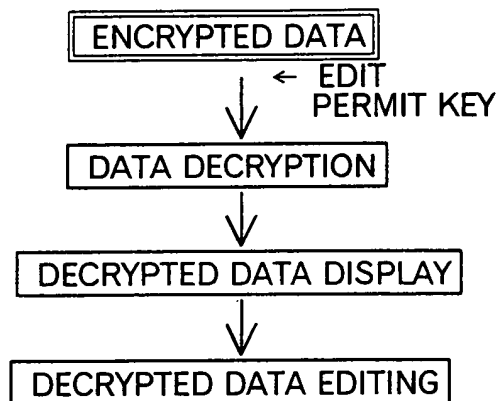 ENCRYPTED DATA
← EDIT
PERMIT KEY
DATA DECRYPTION
DECRYPTED DATA DISPLAY
DECRYPTED DATA EDITING